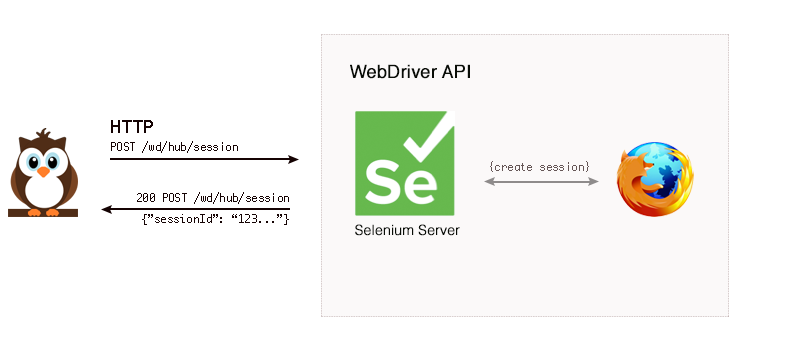 WebDriver API
HTTP
POST /wd/hub/session
200 POST /wd/hub/session
{"sessionId": “123..."}
Se
Selenium Server
{create session}